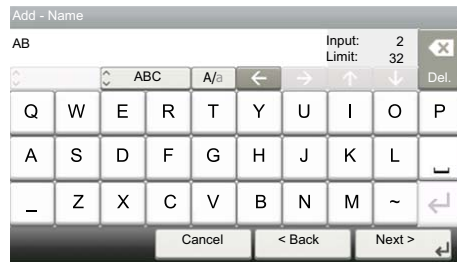 Add - Name
AB
Input: 2
Limit: 32
ABC A/a ← → ↑ ↓ Del.
Q W E R T Y U I O P
A S D F G H J K L
_ Z X C V B N M ~
Cancel < Back Next >